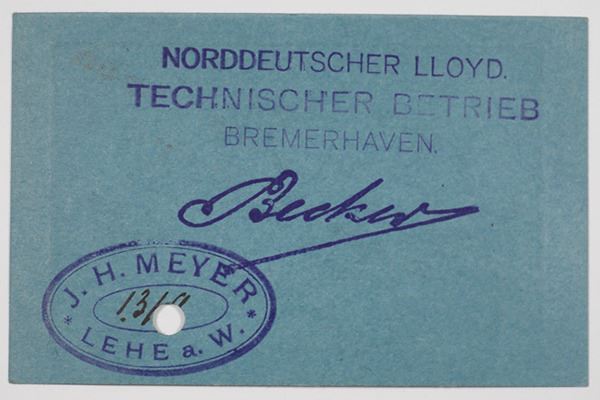 NORDDEUTSCHER LLOYD.
TECHNISCHER BETRIEB
BREMERHAVEN.
Becker
J. H. MEYER
* LEHE a. W. *